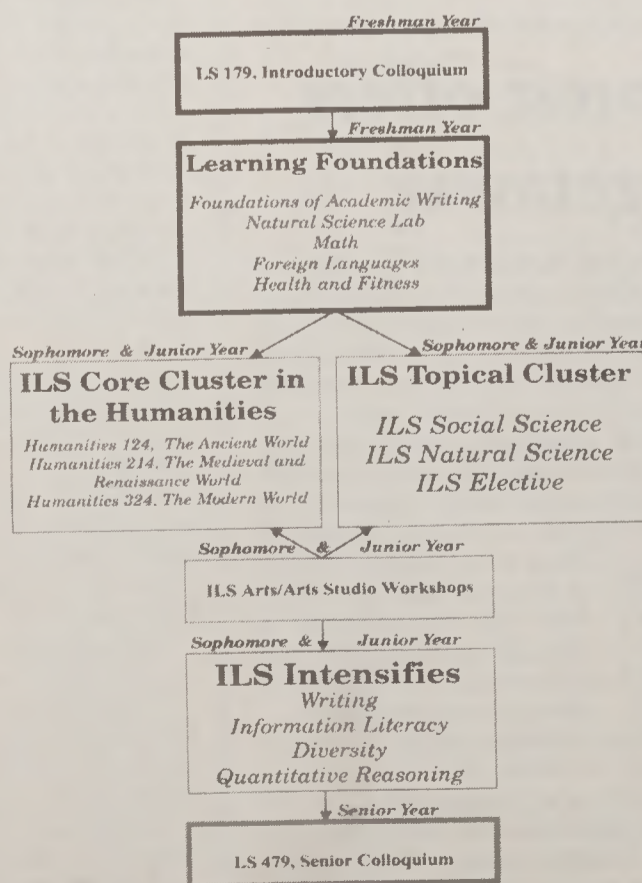 Freshman Year
LS 179, Introductory Colloquium
Freshman Year
Learning Foundations
Foundations of Academic Writing
Natural Science Lab
Math
Foreign Languages
Health and Fitness
Sophomore & Junior Year
ILS Core Cluster in
the Humanities
Humanities 124, The Ancient World
Humanities 214, The Medieval and
Renaissance World
Humanities 324, The Modern World
Sophomore & Junior Year
ILS Topical Cluster
ILS Social Science
ILS Natural Science
ILS Elective
Sophomore & Junior Year
ILS Arts/Arts Studio Workshops
Sophomore & Junior Year
ILS Intensifies
Writing
Information Literacy
Diversity
Quantitative Reasoning
Senior Year
LS 479, Senior Colloquium